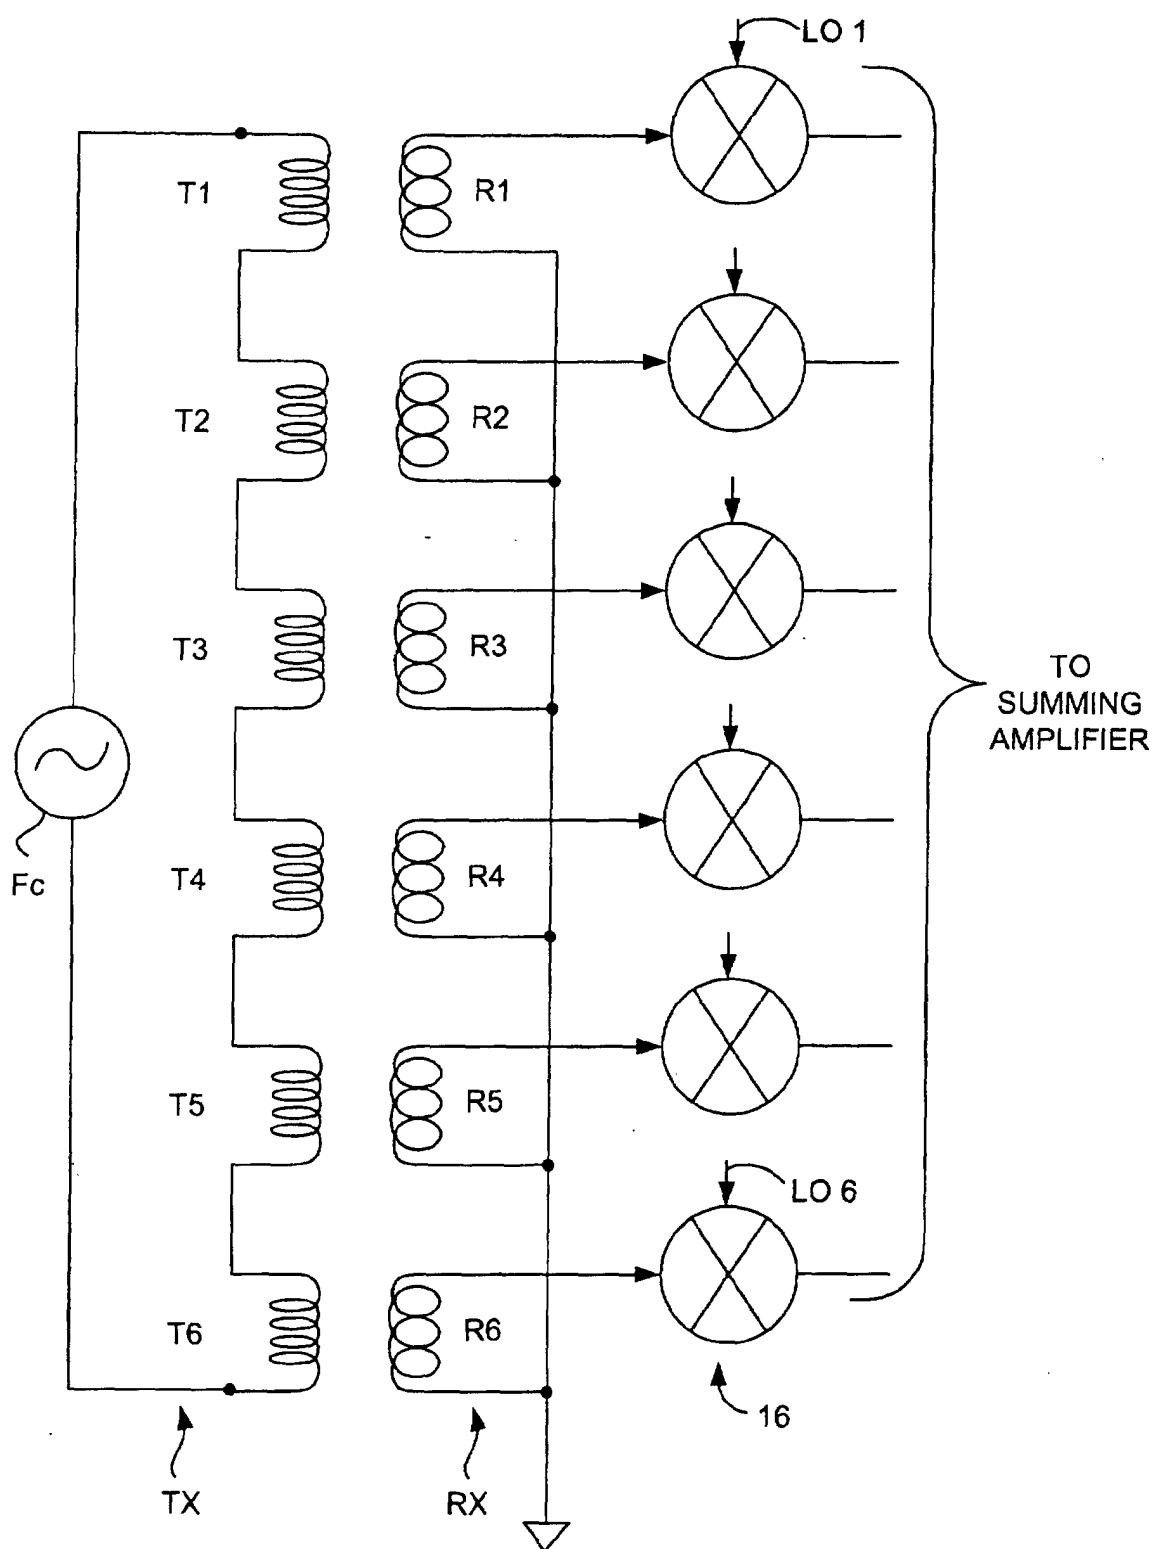 LO 1
T1
R1
T2
R2
T3
R3
TO
SUMMING
AMPLIFIER
Fc
T4
R4
T5
R5
LO 6
T6
R6
16
TX
RX